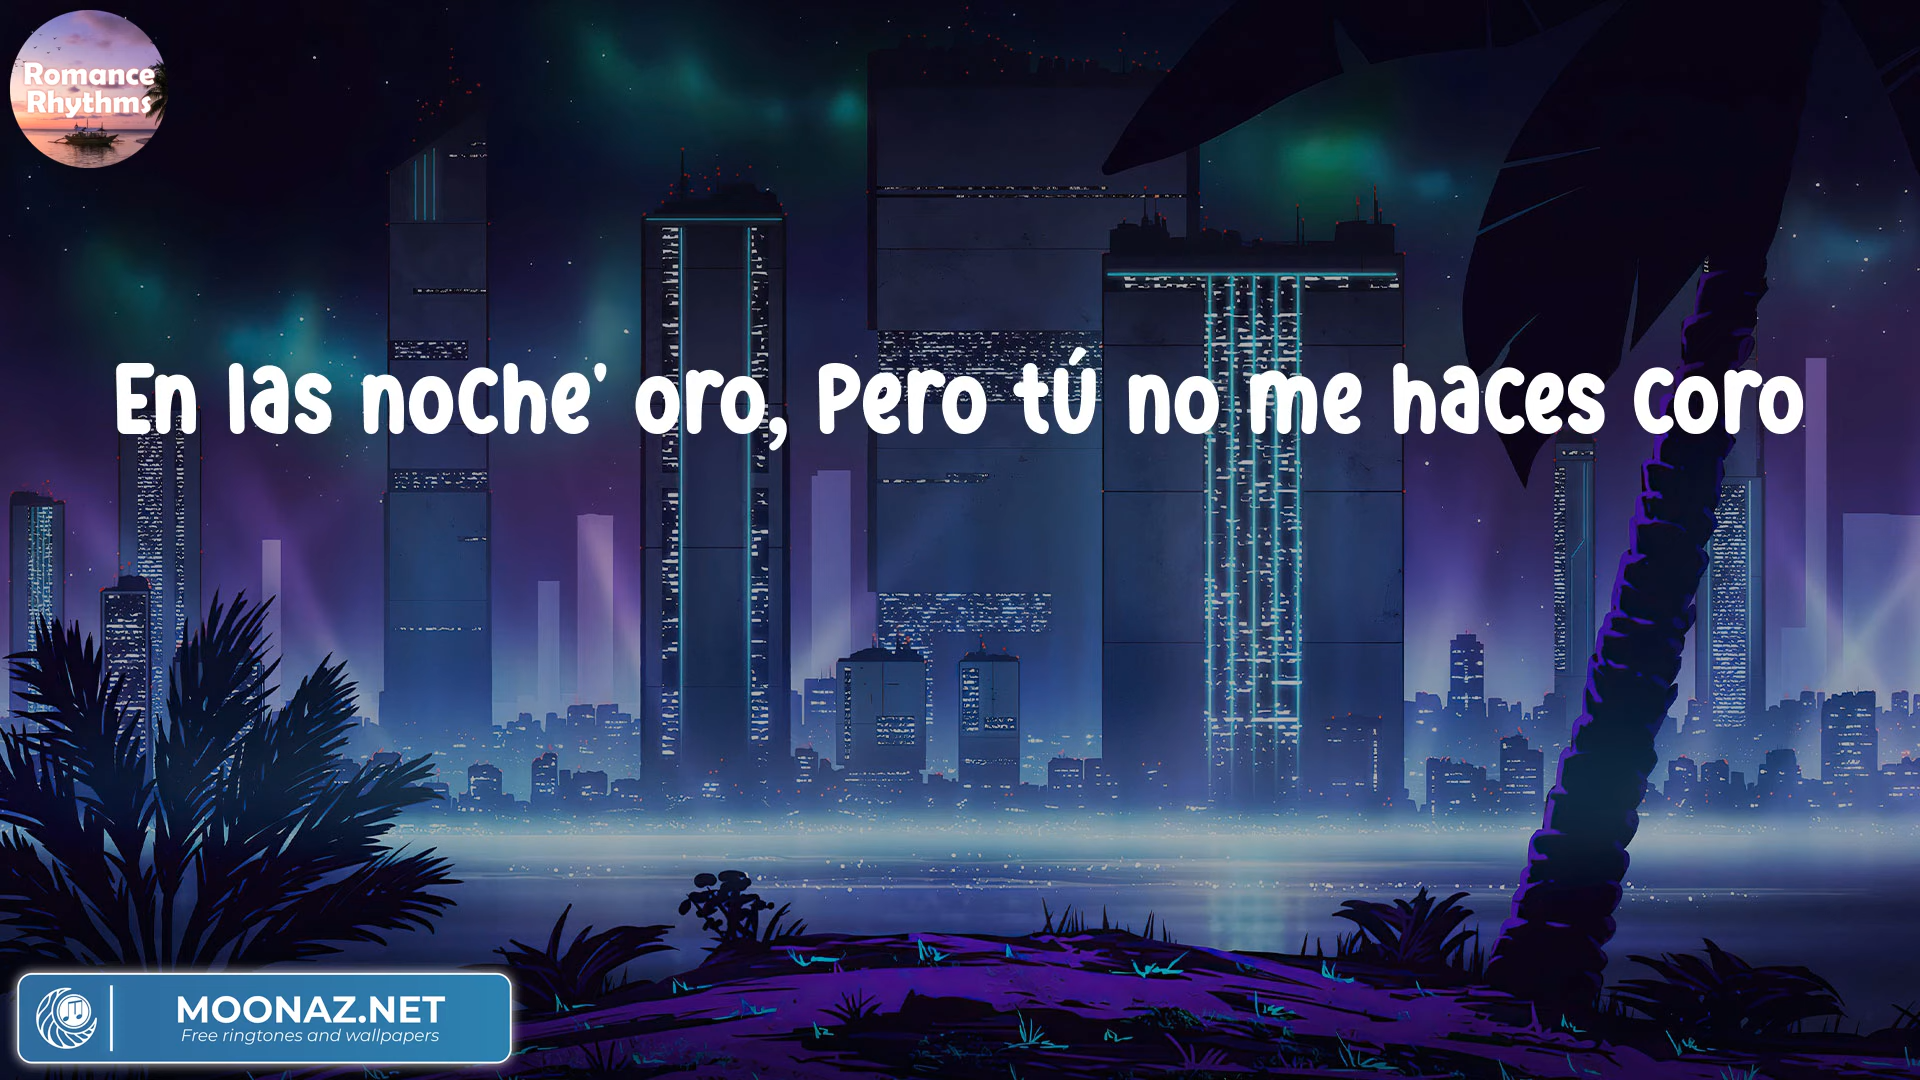 Romance
Rhythms
En las noche' oro, Pero tú no me haces coro
MOONAZ.NET
Free ringtones and wallpapers